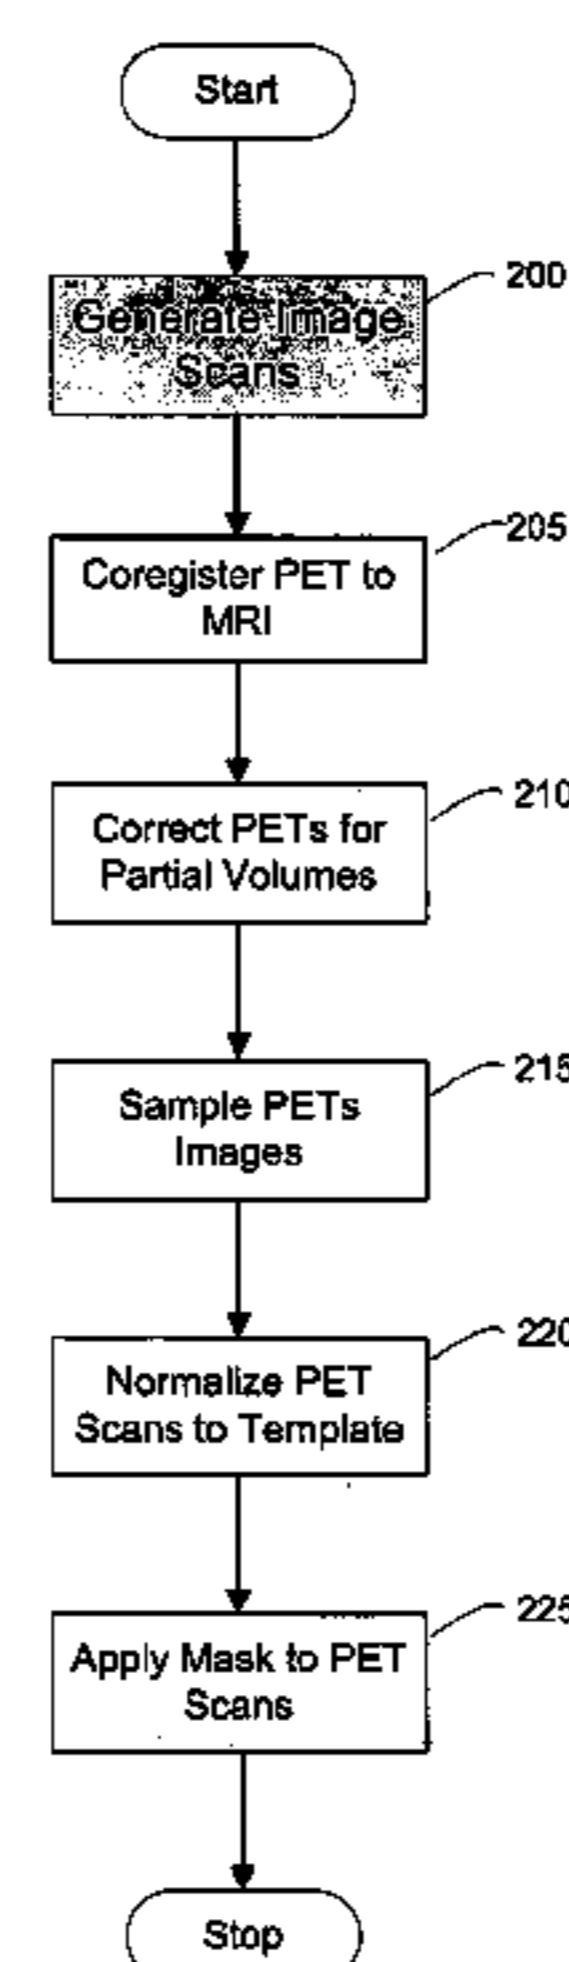 Start
200
Generate Image
Scans
205
Coregister PET to
MRI
210
Correct PETs for
Partial Volumes
215
Sample PETs
Images
220
Normalize PET
Scans to Template
225
Apply Mask to PET
Scans
Stop